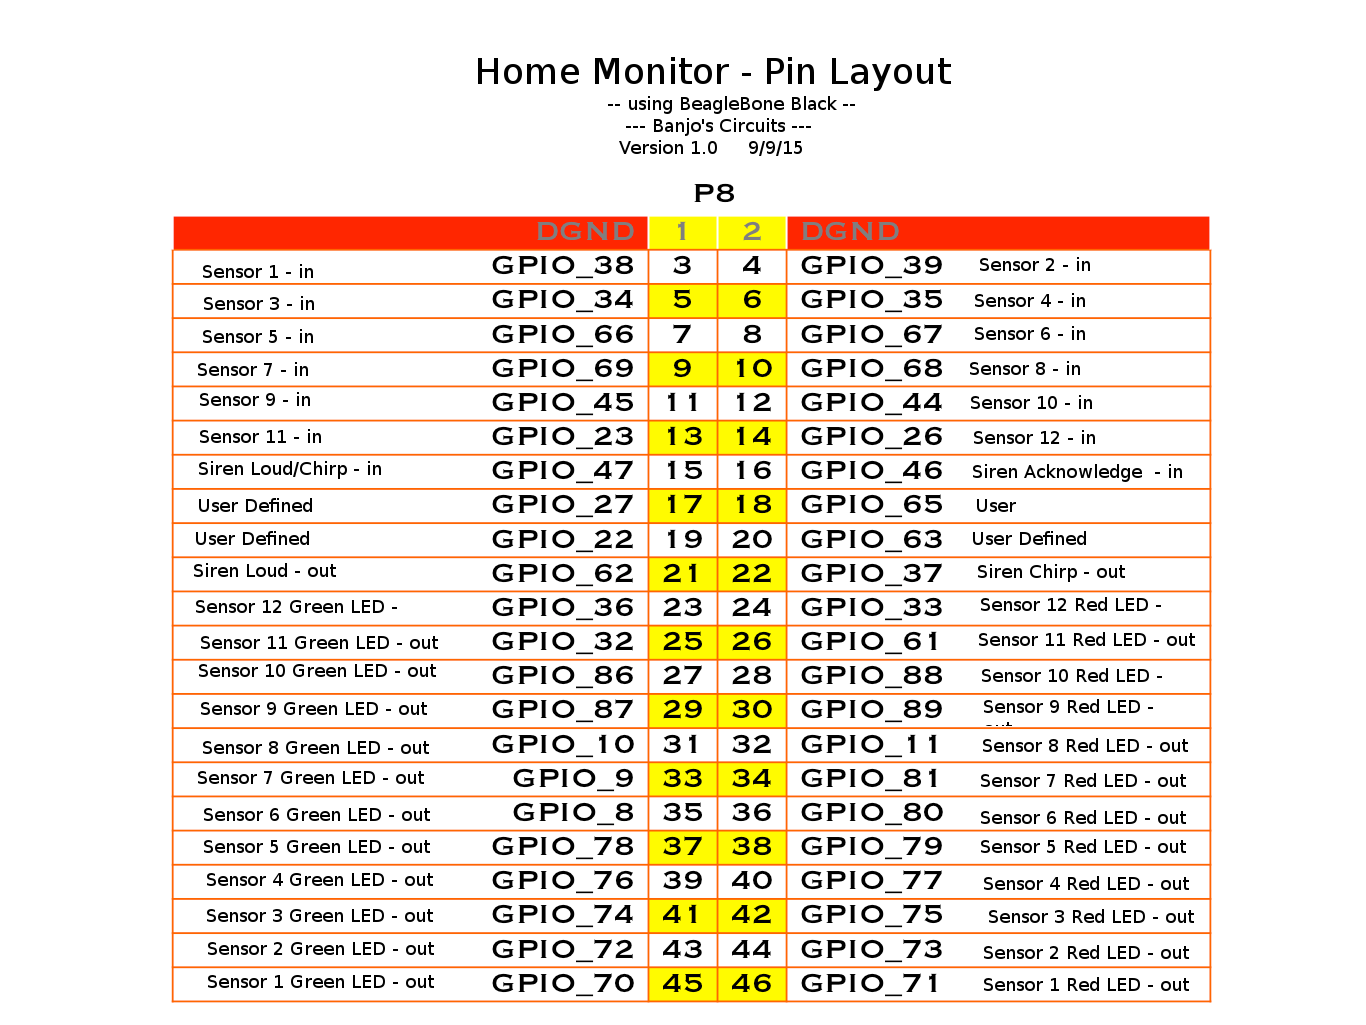 Home Monitor - Pin Layout
-- using BeagleBone Black --
--- Banjo's Circuits ---
Version 1.0 9/9/15
P8
DGND 1 2 DGND
Sensor 1 - in GPIO_38 3 4 GPIO_39 Sensor 2 - in
Sensor 3 - in GPIO_34 5 6 GPIO_35 Sensor 4 - in
Sensor 5 - in GPIO_66 7 8 GPIO_67 Sensor 6 - in
Sensor 7 - in GPIO_69 9 10 GPIO_68 Sensor 8 - in
Sensor 9 - in GPIO_45 11 12 GPIO_44 Sensor 10 - in
Sensor 11 - in GPIO_23 13 14 GPIO_26 Sensor 12 - in
Siren Loud/Chirp - in GPIO_47 15 16 GPIO_46 Siren Acknowledge - in
User Defined GPIO_27 17 18 GPIO_65 User
User Defined GPIO_22 19 20 GPIO_63 User Defined
Siren Loud - out GPIO_62 21 22 GPIO_37 Siren Chirp - out
Sensor 12 Green LED - GPIO_36 23 24 GPIO_33 Sensor 12 Red LED -
Sensor 11 Green LED - out GPIO_32 25 26 GPIO_61 Sensor 11 Red LED - out
Sensor 10 Green LED - out GPIO_86 27 28 GPIO_88 Sensor 10 Red LED -
Sensor 9 Green LED - out GPIO_87 29 30 GPIO_89 Sensor 9 Red LED -
Sensor 8 Green LED - out GPIO_10 31 32 GPIO_11 Sensor 8 Red LED - out
Sensor 7 Green LED - out GPIO_9 33 34 GPIO_81 Sensor 7 Red LED - out
Sensor 6 Green LED - out GPIO_8 35 36 GPIO_80 Sensor 6 Red LED - out
Sensor 5 Green LED - out GPIO_78 37 38 GPIO_79 Sensor 5 Red LED - out
Sensor 4 Green LED - out GPIO_76 39 40 GPIO_77 Sensor 4 Red LED - out
Sensor 3 Green LED - out GPIO_74 41 42 GPIO_75 Sensor 3 Red LED - out
Sensor 2 Green LED - out GPIO_72 43 44 GPIO_73 Sensor 2 Red LED - out
Sensor 1 Green LED - out GPIO_70 45 46 GPIO_71 Sensor 1 Red LED - out